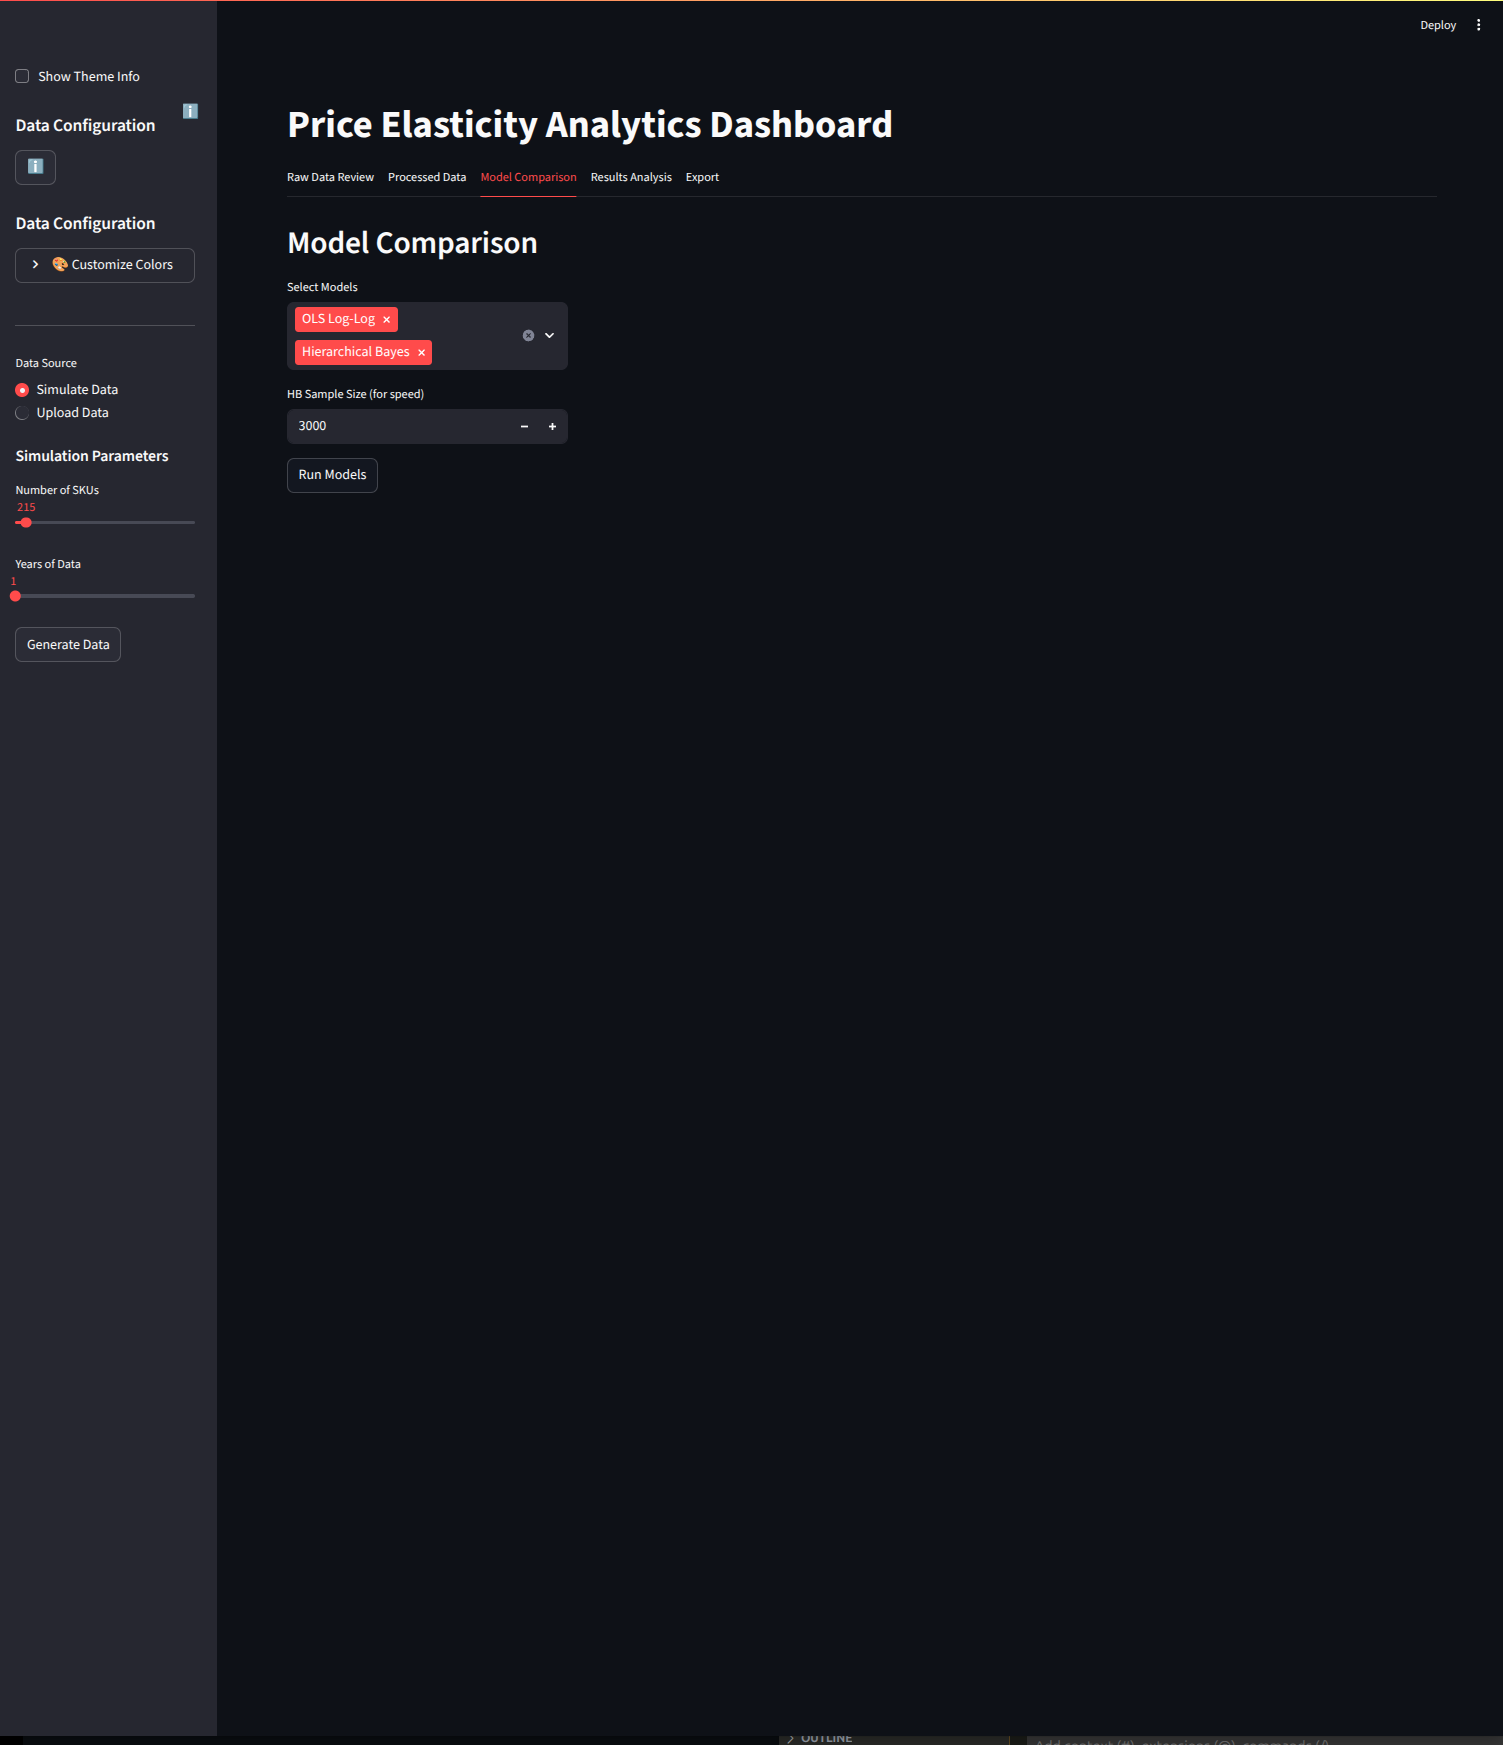 Deploy
Show Theme Info
Data Configuration
Data Configuration
Customize Colors
Data Source
Simulate Data
Upload Data
Simulation Parameters
Number of SKUs
215
Years of Data
1
Generate Data
Price Elasticity Analytics Dashboard
Raw Data Review Processed Data Model Comparison Results Analysis Export
Model Comparison
Select Models
OLS Log-Log
Hierarchical Bayes
HB Sample Size (for speed)
3000
Run Models
OUTLINE